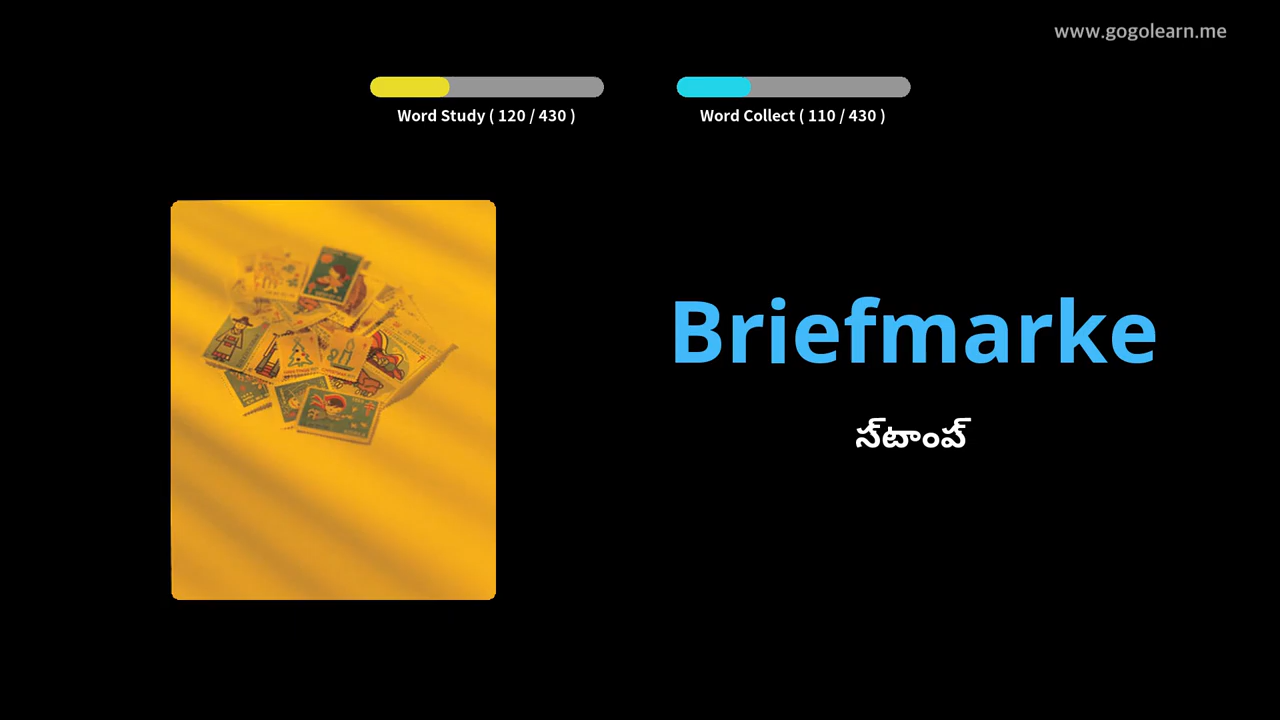 www.gogolearn.me
Word Study ( 120 / 430 )
Word Collect ( 110 / 430 )
Briefmarke
స్‌టాంప్